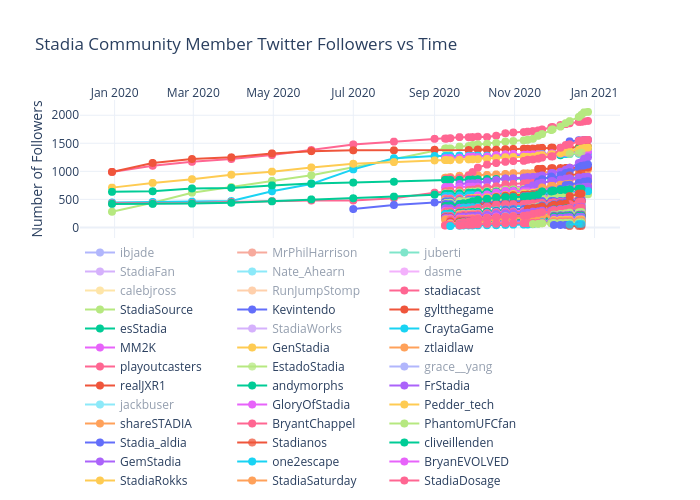 Stadia Community Member Twitter Followers vs Time
Jan 2020 Mar 2020 May 2020 Jul 2020 Sep 2020 Nov 2020 Jan 2021
Number of Followers
2000
1500
1000
500
0
ibjade MrPhilHarrison juberti
StadiaFan Nate_Ahearn dasme
calebjross RunJumpStomp stadiacast
StadiaSource Kevintendo gyltthegame
esStadia StadiaWorks CraytaGame
MM2K GenStadia ztlaidlaw
playoutcasters EstadoStadia grace__yang
realJXR1 andymorphs FrStadia
jackbuser GloryOfStadia Pedder_tech
shareSTADIA BryantChappel PhantomUFCfan
Stadia_aldia Stadianos cliveillenden
GemStadia one2escape BryanEVOLVED
StadiaRokks StadiaSaturday StadiaDosage